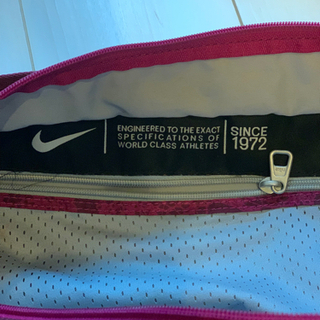 ENGINEERED TO THE EXACT
SPECIFICATIONS OF
WORLD CLASS ATHLETES
SINCE
1972